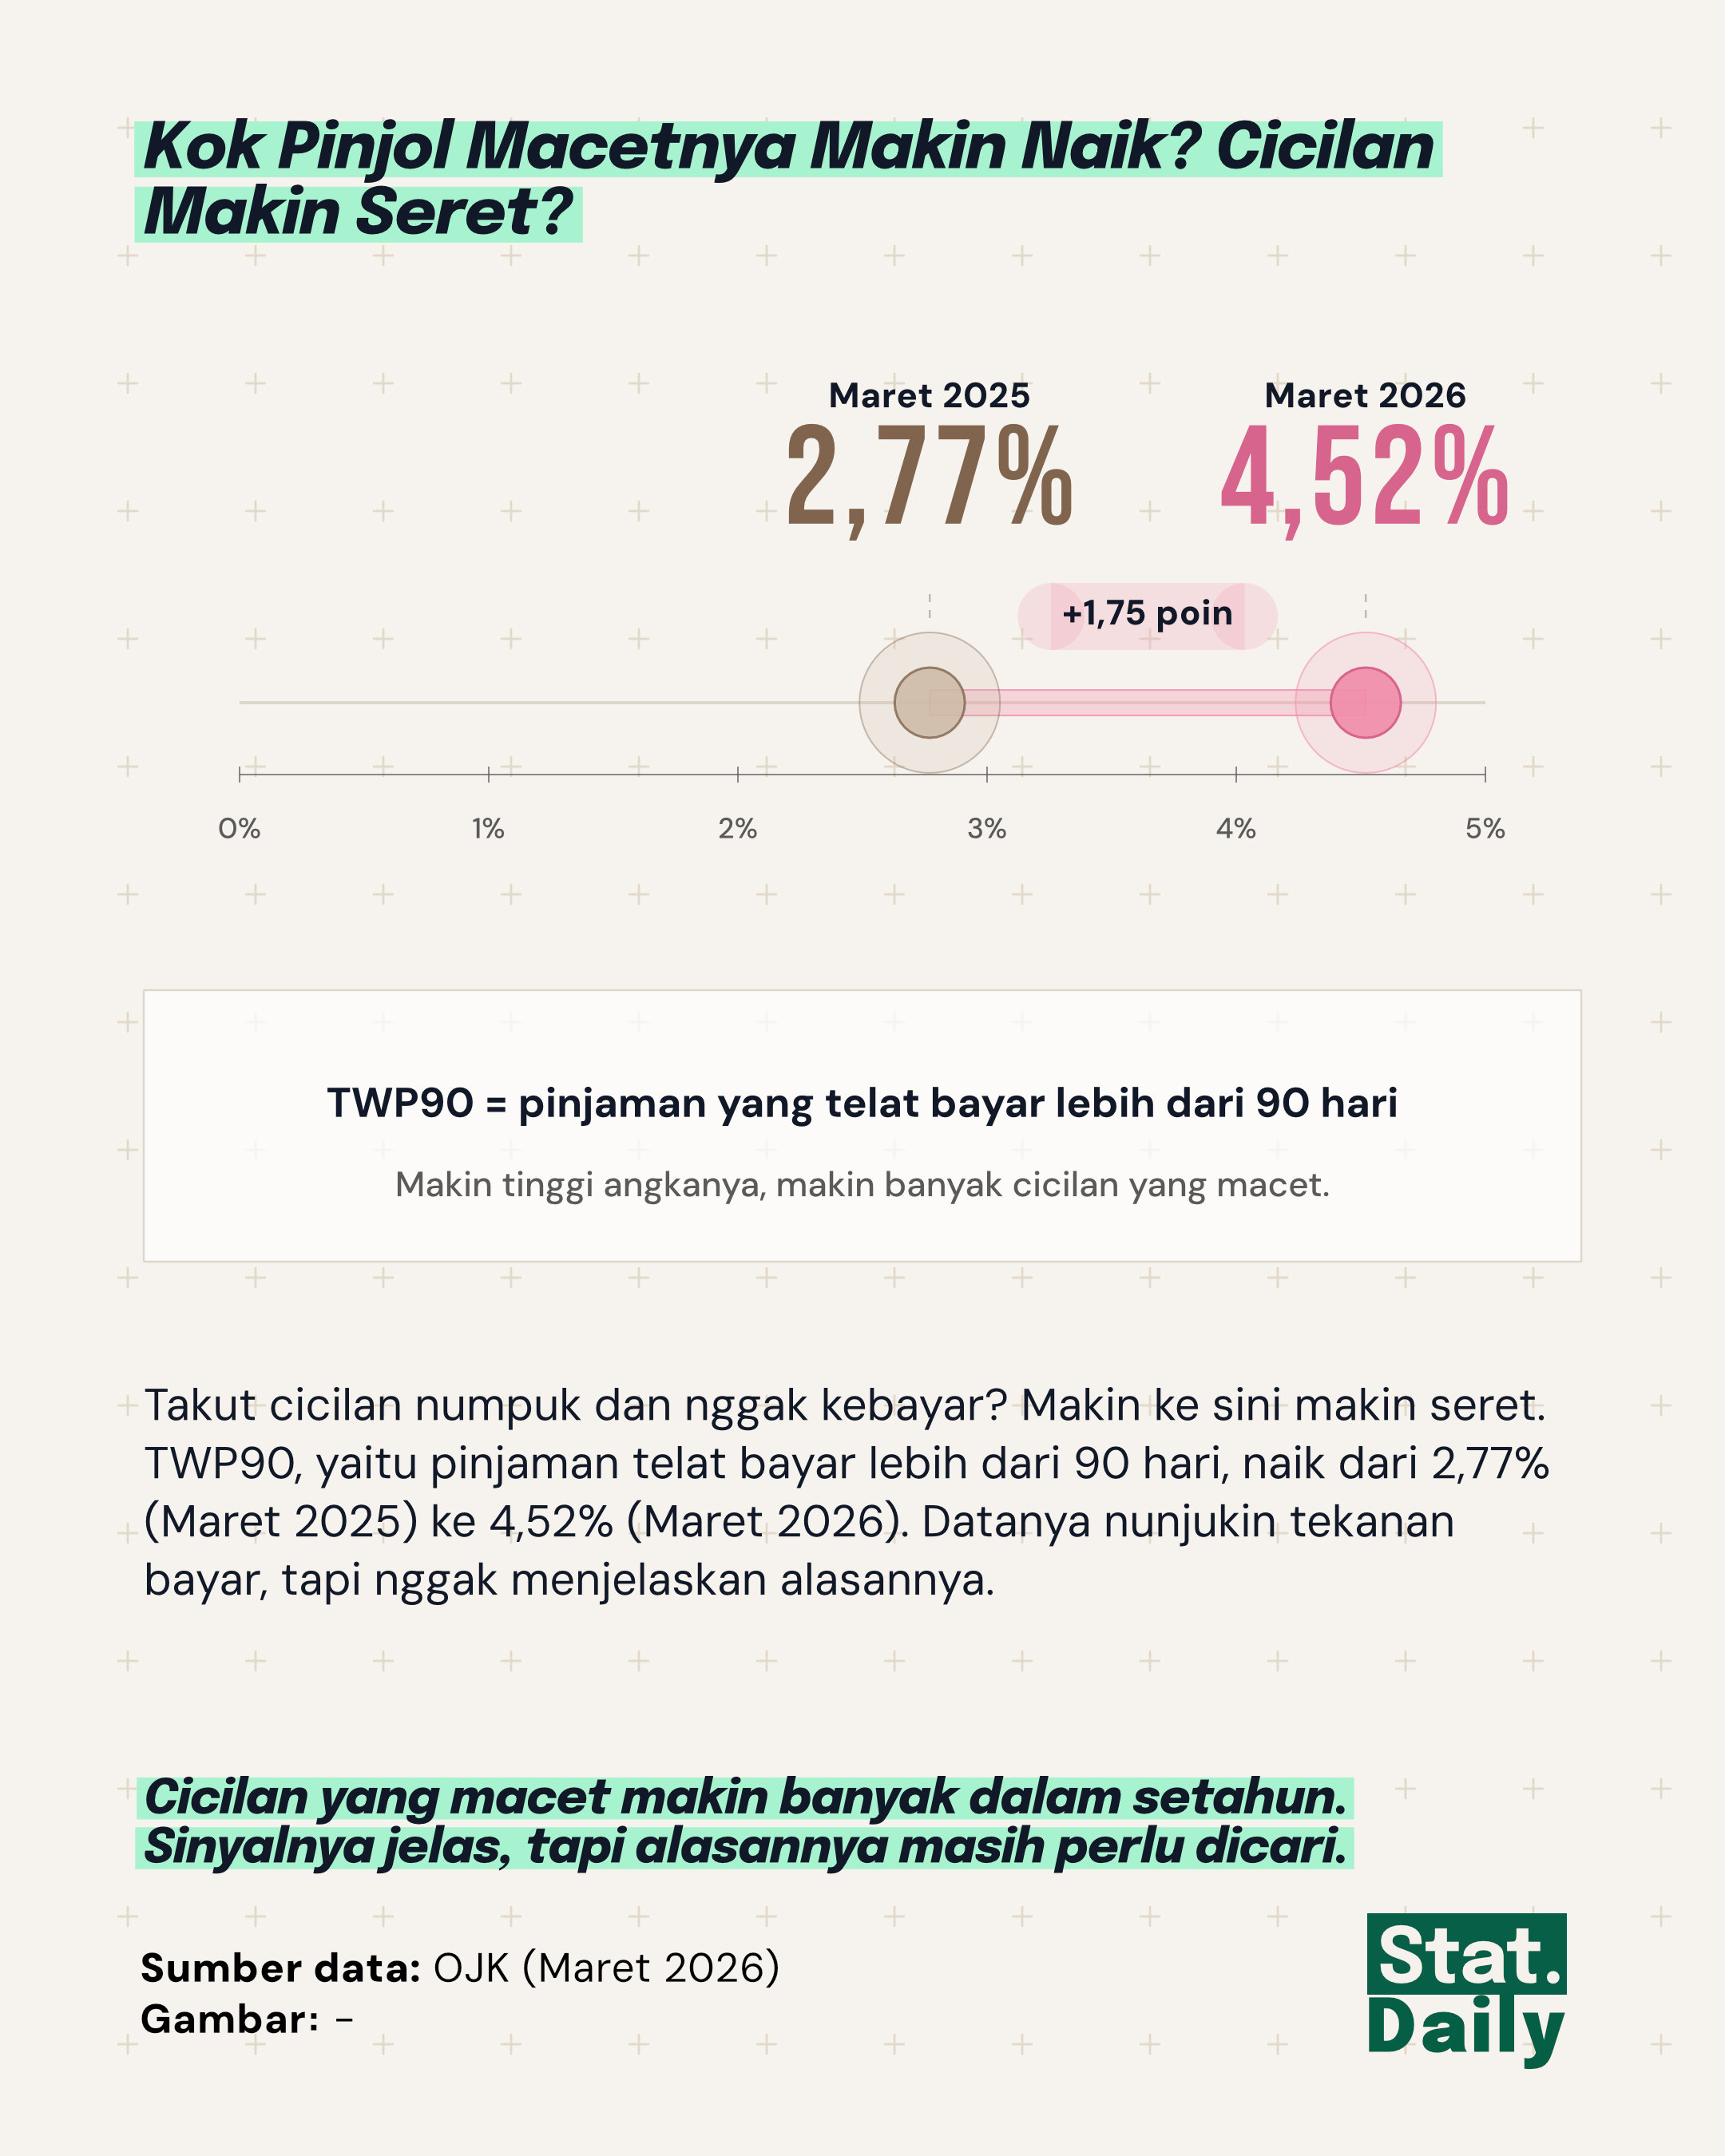 Kok Pinjol Macetnya Makin Naik? Cicilan
Makin Seret?
Maret 2025
2,77%
Maret 2026
4,52%
+1,75 poin
0%
1%
2%
3%
4%
5%
TWP90 = pinjaman yang telat bayar lebih dari 90 hari
Makin tinggi angkanya, makin banyak cicilan yang macet.
Takut cicilan numpuk dan nggak kebayar? Makin ke sini makin seret.
TWP90, yaitu pinjaman telat bayar lebih dari 90 hari, naik dari 2,77%
(Maret 2025) ke 4,52% (Maret 2026). Datanya nunjukin tekanan
bayar, tapi nggak menjelaskan alasannya.
Cicilan yang macet makin banyak dalam setahun.
Sinyalnya jelas, tapi alasannya masih perlu dicari.
Sumber data: OJK (Maret 2026)
Gambar: -
Stat.
Daily